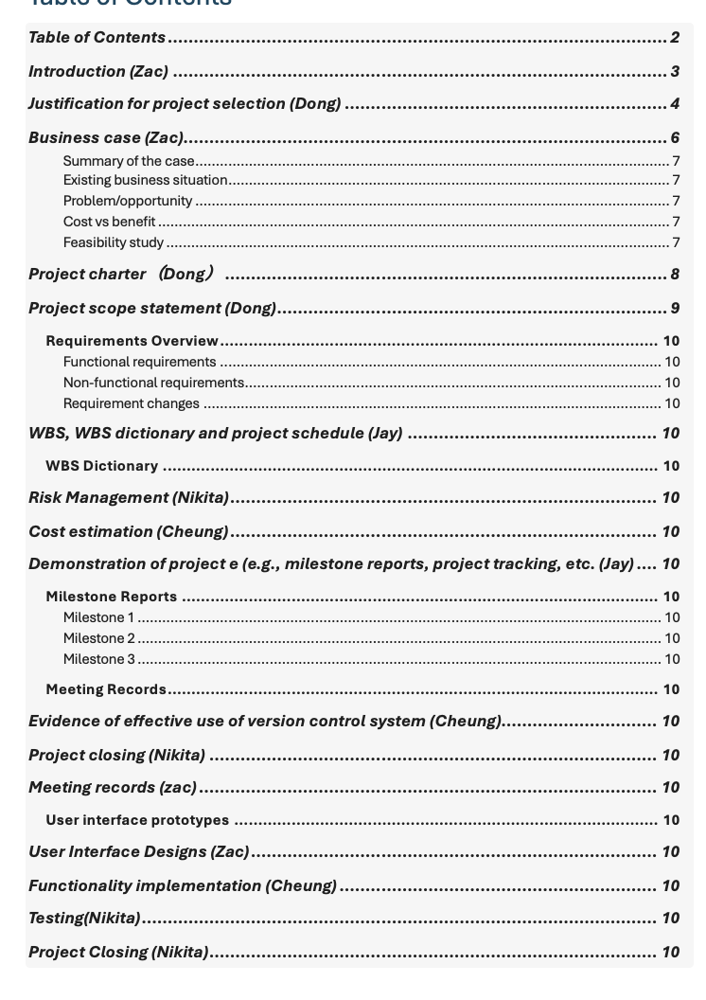 Table of Contents
Table of Contents ........ 2
Introduction (Zac) ........ 3
Justification for project selection (Dong) ........ 4
Business case (Zac) ........ 6
Summary of the case ........ 7
Existing business situation ........ 7
Problem/opportunity ........ 7
Cost vs benefit ........ 7
Feasibility study ........ 7
Project charter （Dong） ........ 8
Project scope statement (Dong) ........ 9
Requirements Overview ........ 10
Functional requirements ........ 10
Non-functional requirements ........ 10
Requirement changes ........ 10
WBS, WBS dictionary and project schedule (Jay) ........ 10
WBS Dictionary ........ 10
Risk Management (Nikita) ........ 10
Cost estimation (Cheung) ........ 10
Demonstration of project e (e.g., milestone reports, project tracking, etc. (Jay) .... 10
Milestone Reports ........ 10
Milestone 1 ........ 10
Milestone 2 ........ 10
Milestone 3 ........ 10
Meeting Records ........ 10
Evidence of effective use of version control system (Cheung) ........ 10
Project closing (Nikita) ........ 10
Meeting records (zac) ........ 10
User interface prototypes ........ 10
User Interface Designs (Zac) ........ 10
Functionality implementation (Cheung) ........ 10
Testing(Nikita) ........ 10
Project Closing (Nikita) ........ 10